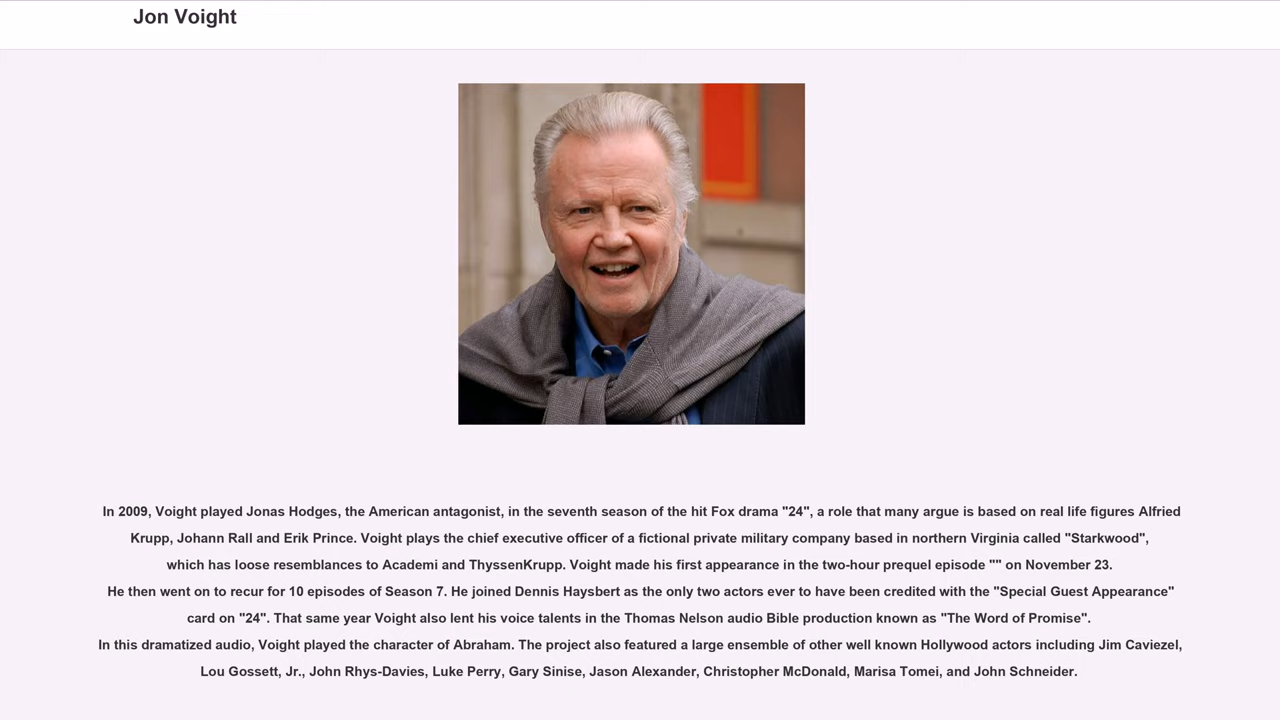 Jon Voight
In 2009, Voight played Jonas Hodges, the American antagonist, in the seventh season of the hit Fox drama "24", a role that many argue is based on real life figures Alfried
Krupp, Johann Rall and Erik Prince. Voight plays the chief executive officer of a fictional private military company based in northern Virginia called "Starkwood",
which has loose resemblances to Academi and ThyssenKrupp. Voight made his first appearance in the two-hour prequel episode "" on November 23.
He then went on to recur for 10 episodes of Season 7. He joined Dennis Haysbert as the only two actors ever to have been credited with the "Special Guest Appearance"
card on "24". That same year Voight also lent his voice talents in the Thomas Nelson audio Bible production known as "The Word of Promise".
In this dramatized audio, Voight played the character of Abraham. The project also featured a large ensemble of other well known Hollywood actors including Jim Caviezel,
Lou Gossett, Jr., John Rhys-Davies, Luke Perry, Gary Sinise, Jason Alexander, Christopher McDonald, Marisa Tomei, and John Schneider.